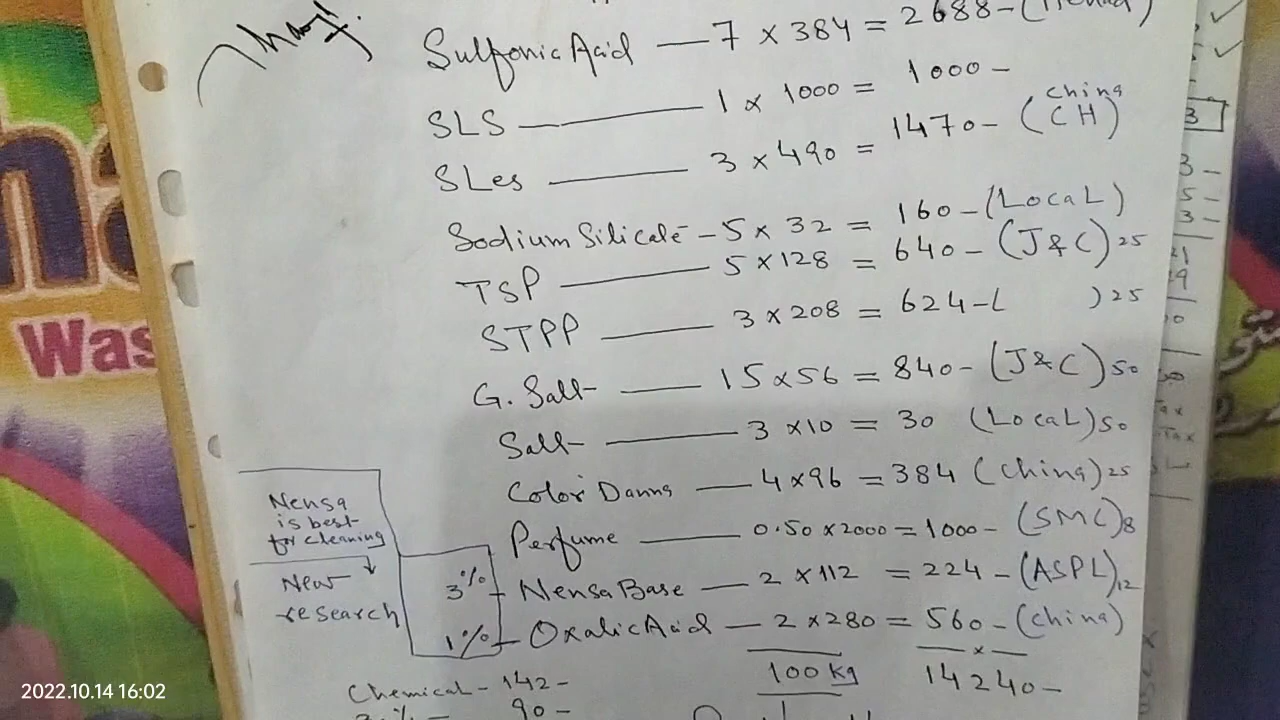 Sulfonic Acid — 7 x 384 = 2688-
SLS — 1 x 1000 = 1000 -
SLes — 3 x 490 = 1470- (CH) china
Sodium Silicate - 5 x 32 = 160 - (LocaL)
TSP — 5 x 128 = 640 - (J&C) 25
STPP — 3 x 208 = 624 - ( ) 25
G. Salt — 15 x 56 = 840 - (J&C) 50
Salt — 3 x 10 = 30 (LocaL) 50
Color Danna — 4 x 96 = 384 (China) 25
Perfume — 0.50 x 2000 = 1000 - (SMC) 8
3% Nensa Base — 2 x 112 = 224 - (ASPL) 12
1% Oxalic Acid — 2 x 280 = 560 - (China)
100 kg 14240 -
Nensa
is best
for cleaning
New
research
Chemical - 142 -
90 -
Was
2022.10.14 16:02